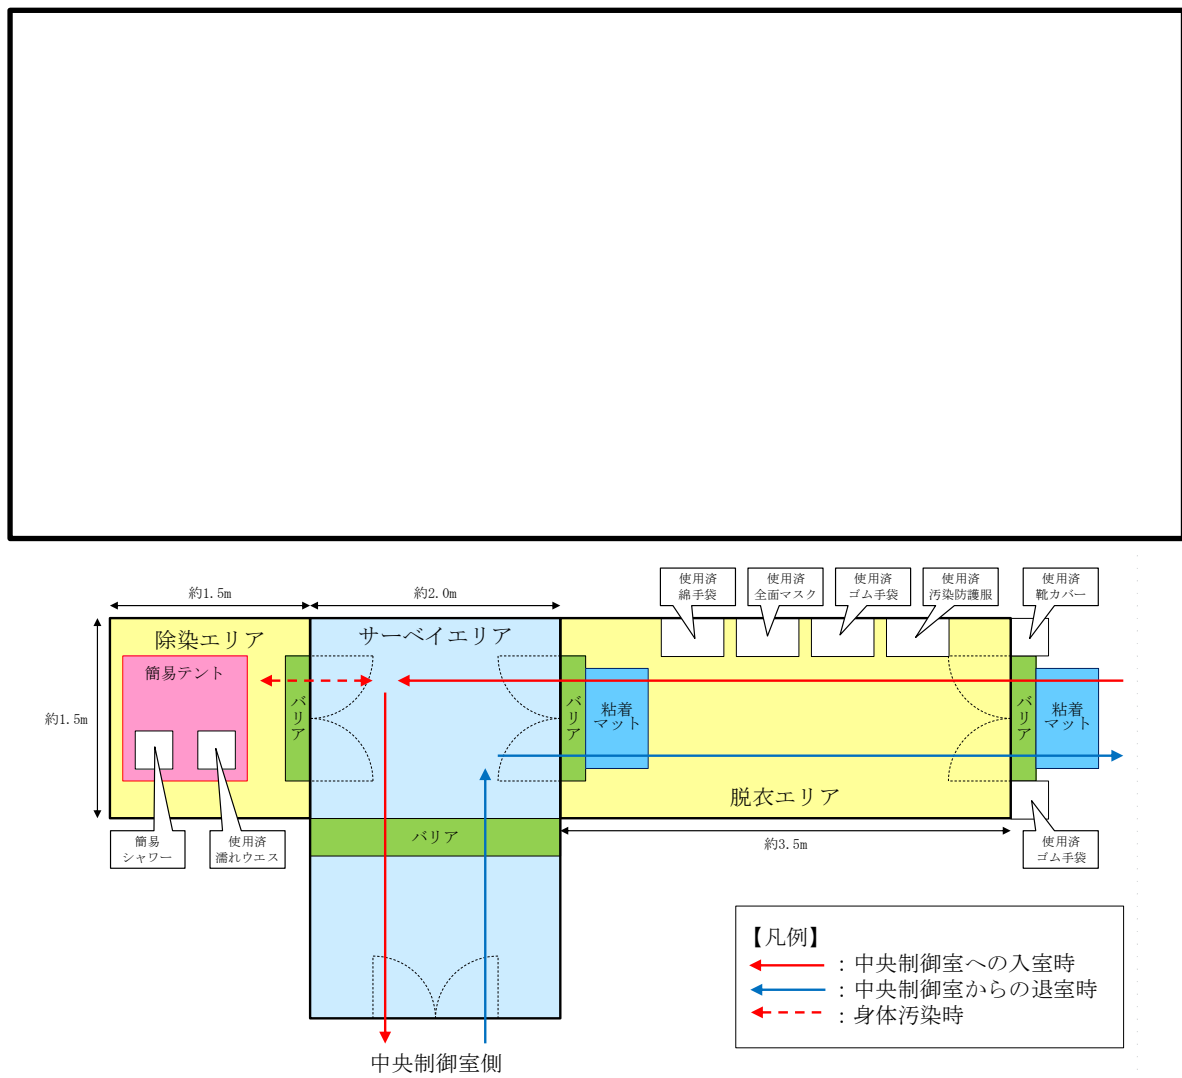 使用済
綿手袋
使用済
全面マスク
使用済
ゴム手袋
使用済
汚染防護服
使用済
靴カバー
約1.5m
約2.0m
除染エリア
サーベイエリア
簡易テント
バリア
バリア
粘着
マット
バリア
粘着
マット
約1.5m
脱衣エリア
簡易
シャワー
使用済
濡れウエス
バリア
約3.5m
使用済
ゴム手袋
【凡例】
：中央制御室への入室時
：中央制御室からの退室時
：身体汚染時
中央制御室側